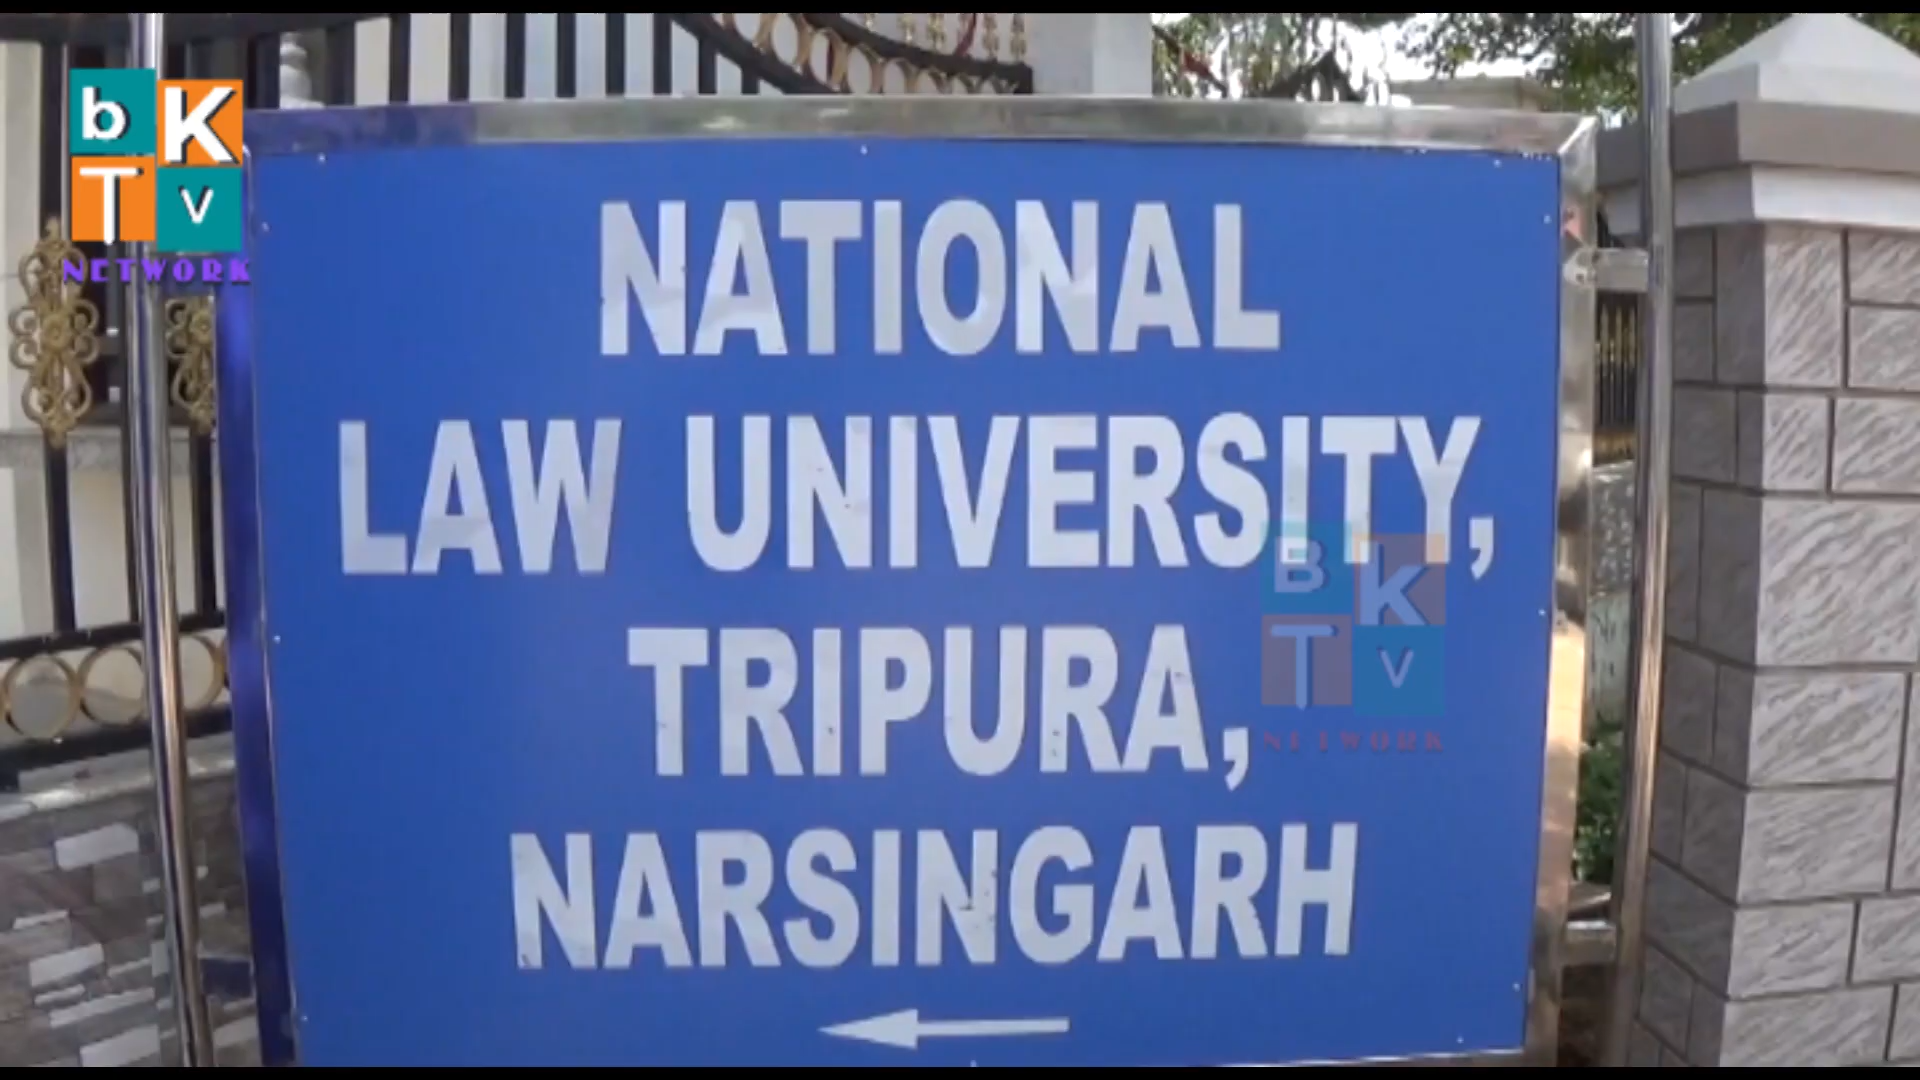 bK
Tv
NETWORK
NATIONAL
LAW UNIVERSITY,
TRIPURA,
NARSINGARH
BK
TV
NETWORK